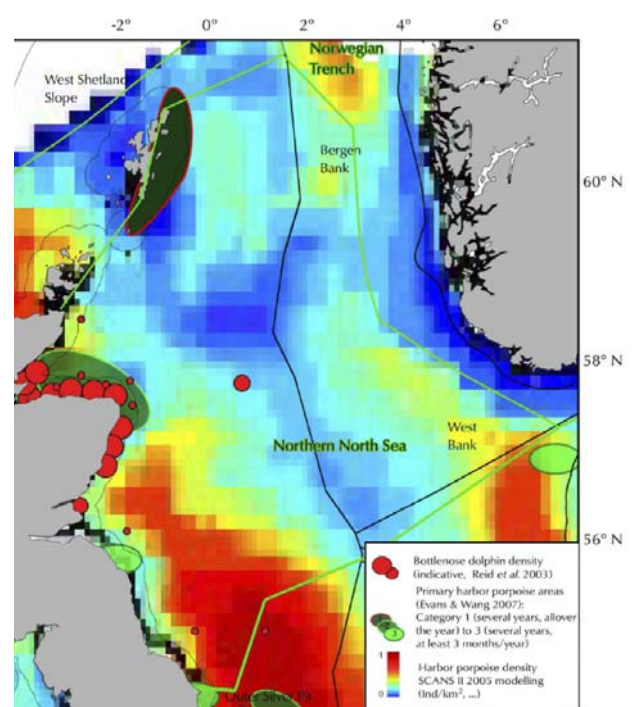 -2° 0° 2° 4° 6°
Norwegian
Trench
West Shetland
Slope
Bergen
Bank
60° N
58° N
West
Bank
Northern North Sea
56° N
Bottlenose dolphin density
(indicative, Reid et al. 2003)
Primary harbor porpoise areas
(Evans & Wang 2007):
Category 1 (several years, allover
the year) to 3 (several years,
at least 3 months/year)
1
2
3
1
0
Harbor porpoise density
SCANS II 2005 modelling
(Ind/km², ...)
Outer Silver Pit